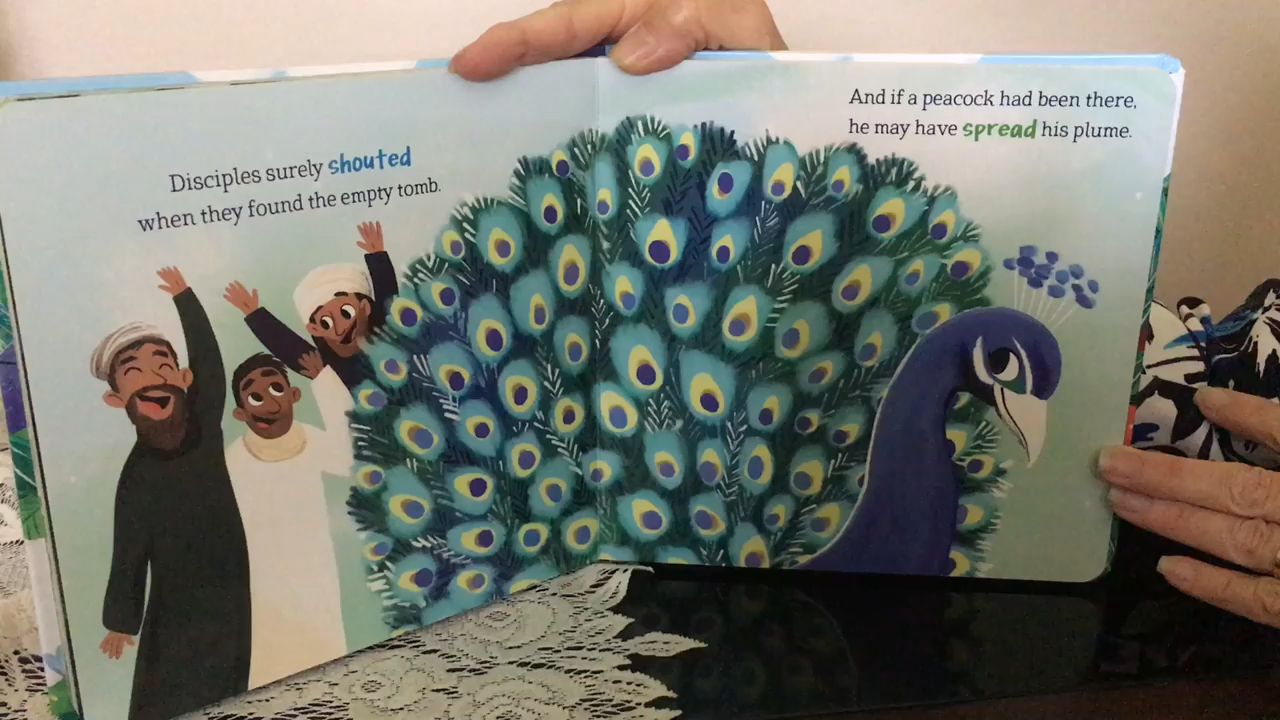 Disciples surely shouted
when they found the empty tomb.
And if a peacock had been there,
he may have spread his plume.